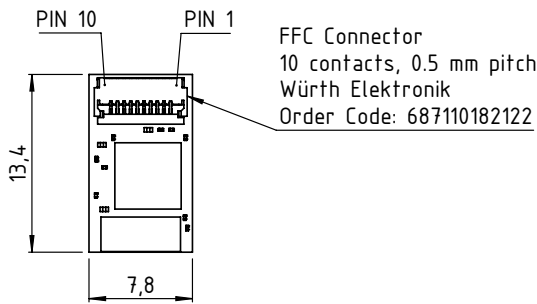 PIN 10
PIN 1
FFC Connector
10 contacts, 0.5 mm pitch
Würth Elektronik
Order Code: 687110182122
13,4
7,8